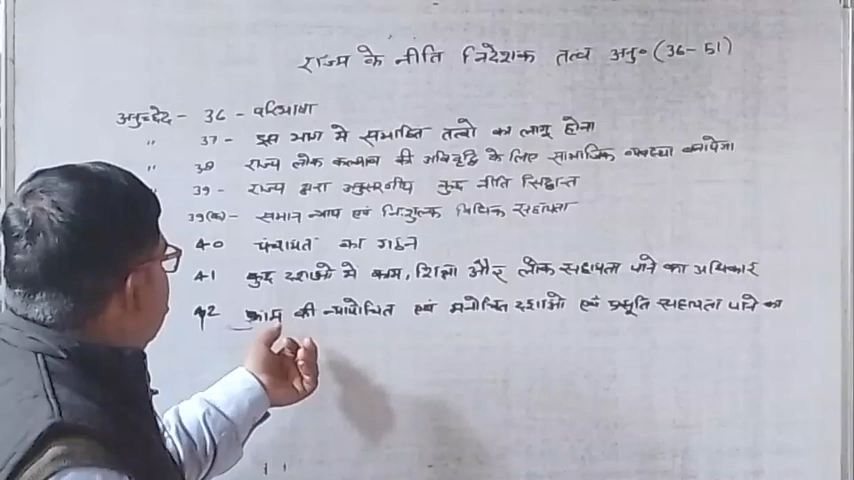 राज्य के नीति निदेशक तत्व अनु॰ (36-51)
अनुच्छेद - 36 - परिभाषा
" 37 - इस भाग मे समाहित तत्वो का लागू होना
" 38 राज्य लोक कल्याण की अभिवृद्धि के लिए सामाजिक व्यवस्था बनायेगा
" 39 - राज्य द्वारा अनुसरणीय कुछ नीति सिद्धान्त
39(क) - समान न्याय एवं निःशुल्क विधिक सहायता
40 पंचायतं का गठन
41 कुछ दशाओ मे काम, शिक्षा और लोक सहायता पाने का अधिकार
42 काम की न्यायोचित एवं मनोचित दशाओ एवं प्रसूति सहायता पाने का